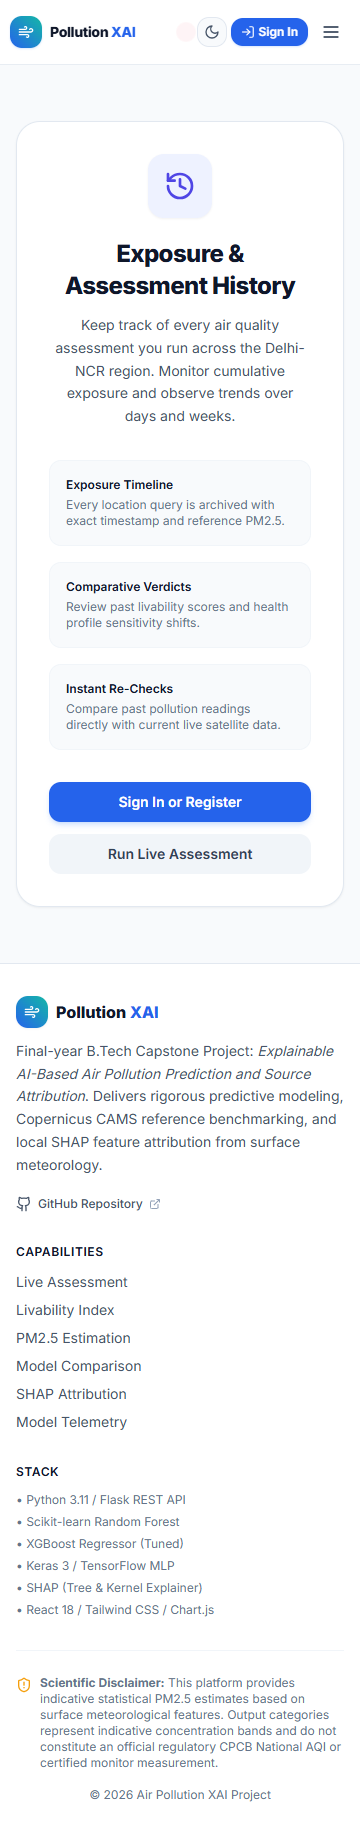 Pollution XAI
Sign In
Exposure &
Assessment History
Keep track of every air quality
assessment you run across the Delhi-
NCR region. Monitor cumulative
exposure and observe trends over
days and weeks.
Exposure Timeline
Every location query is archived with
exact timestamp and reference PM2.5.
Comparative Verdicts
Review past livability scores and health
profile sensitivity shifts.
Instant Re-Checks
Compare past pollution readings
directly with current live satellite data.
Sign In or Register
Run Live Assessment
Pollution XAI
Final-year B.Tech Capstone Project: Explainable
AI-Based Air Pollution Prediction and Source
Attribution. Delivers rigorous predictive modeling,
Copernicus CAMS reference benchmarking, and
local SHAP feature attribution from surface
meteorology.
GitHub Repository
CAPABILITIES
Live Assessment
Livability Index
PM2.5 Estimation
Model Comparison
SHAP Attribution
Model Telemetry
STACK
• Python 3.11 / Flask REST API
• Scikit-learn Random Forest
• XGBoost Regressor (Tuned)
• Keras 3 / TensorFlow MLP
• SHAP (Tree & Kernel Explainer)
• React 18 / Tailwind CSS / Chart.js
Scientific Disclaimer: This platform provides
indicative statistical PM2.5 estimates based on
surface meteorological features. Output categories
represent indicative concentration bands and do not
constitute an official regulatory CPCB National AQI or
certified monitor measurement.
© 2026 Air Pollution XAI Project